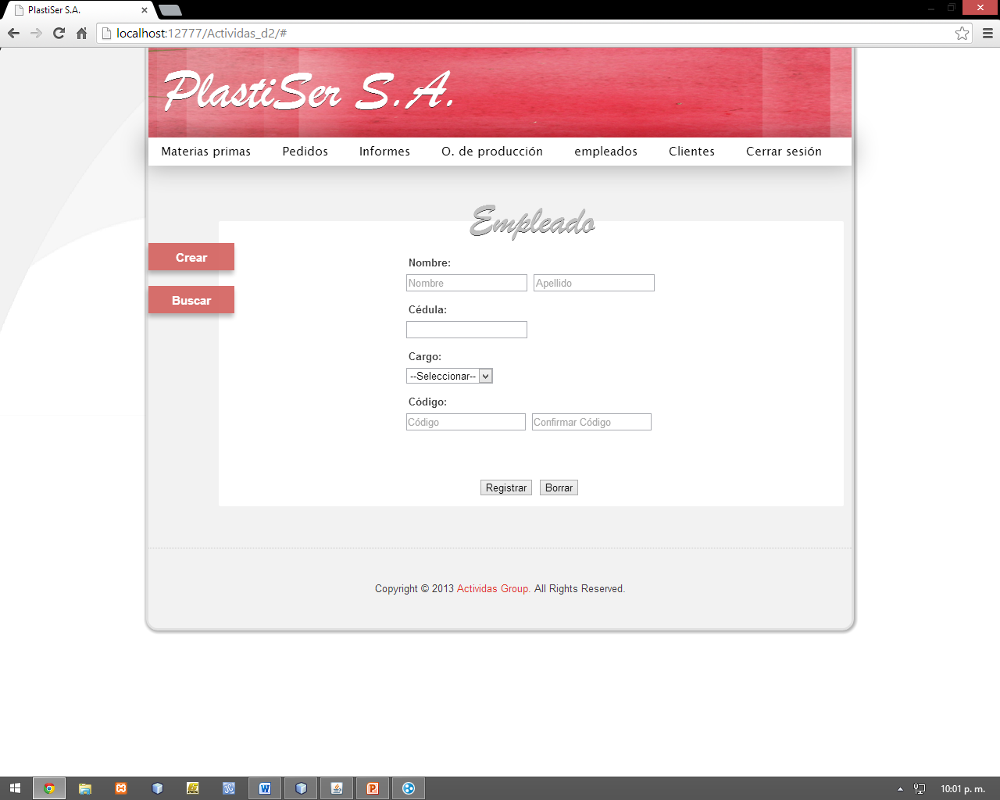 PlastiSer S.A.
localhost:12777/Actividas_d2/#
PlastiSer S.A.
Materias primas Pedidos Informes O. de producción empleados Clientes Cerrar sesión
Empleado
Crear
Buscar
Nombre:
Nombre Apellido
Cédula:
Cargo:
--Seleccionar--
Código:
Código Confirmar Código
Registrar Borrar
Copyright © 2013 Actividas Group. All Rights Reserved.
10:01 p. m.